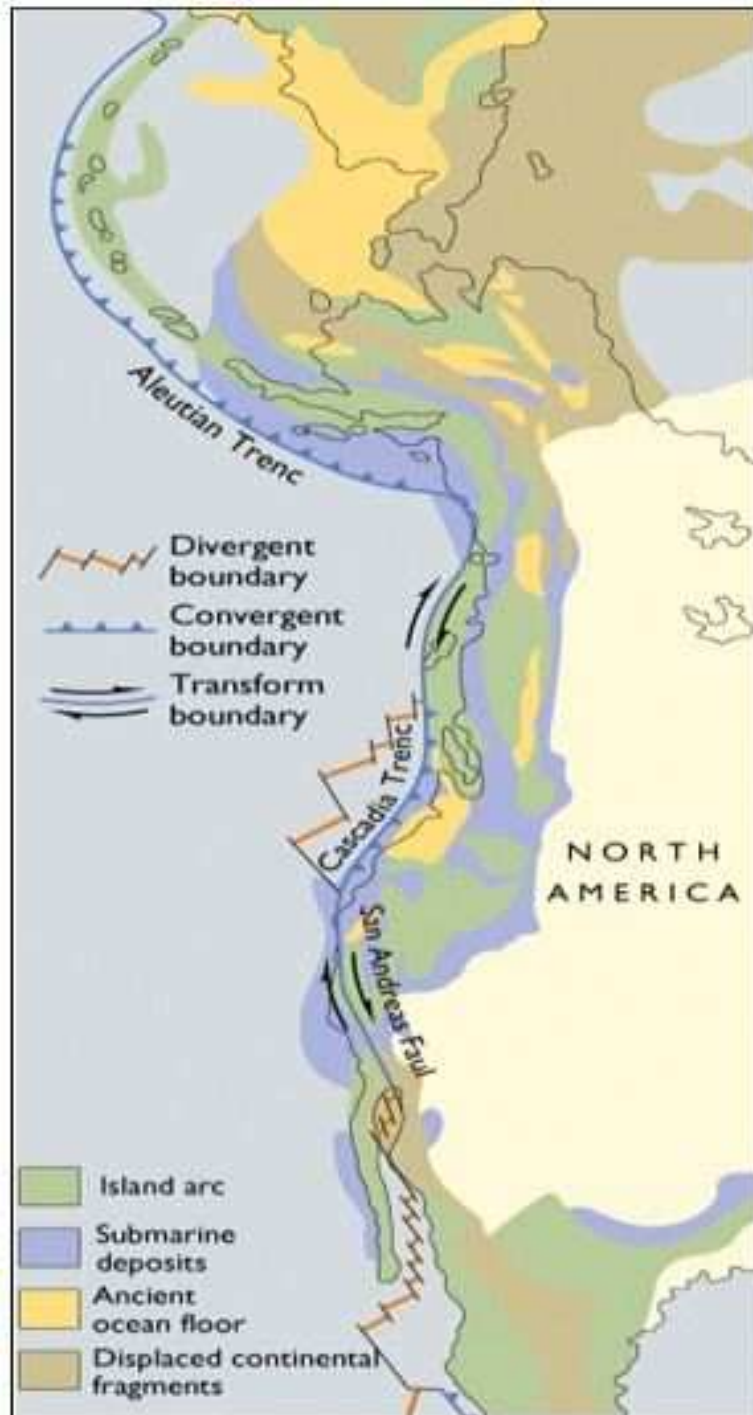 Aleutian Trenc
Divergent
boundary
Convergent
boundary
Transform
boundary
Cascadia Trenc
NORTH
AMERICA
San Andreas Faul
Island arc
Submarine
deposits
Ancient
ocean floor
Displaced continental
fragments